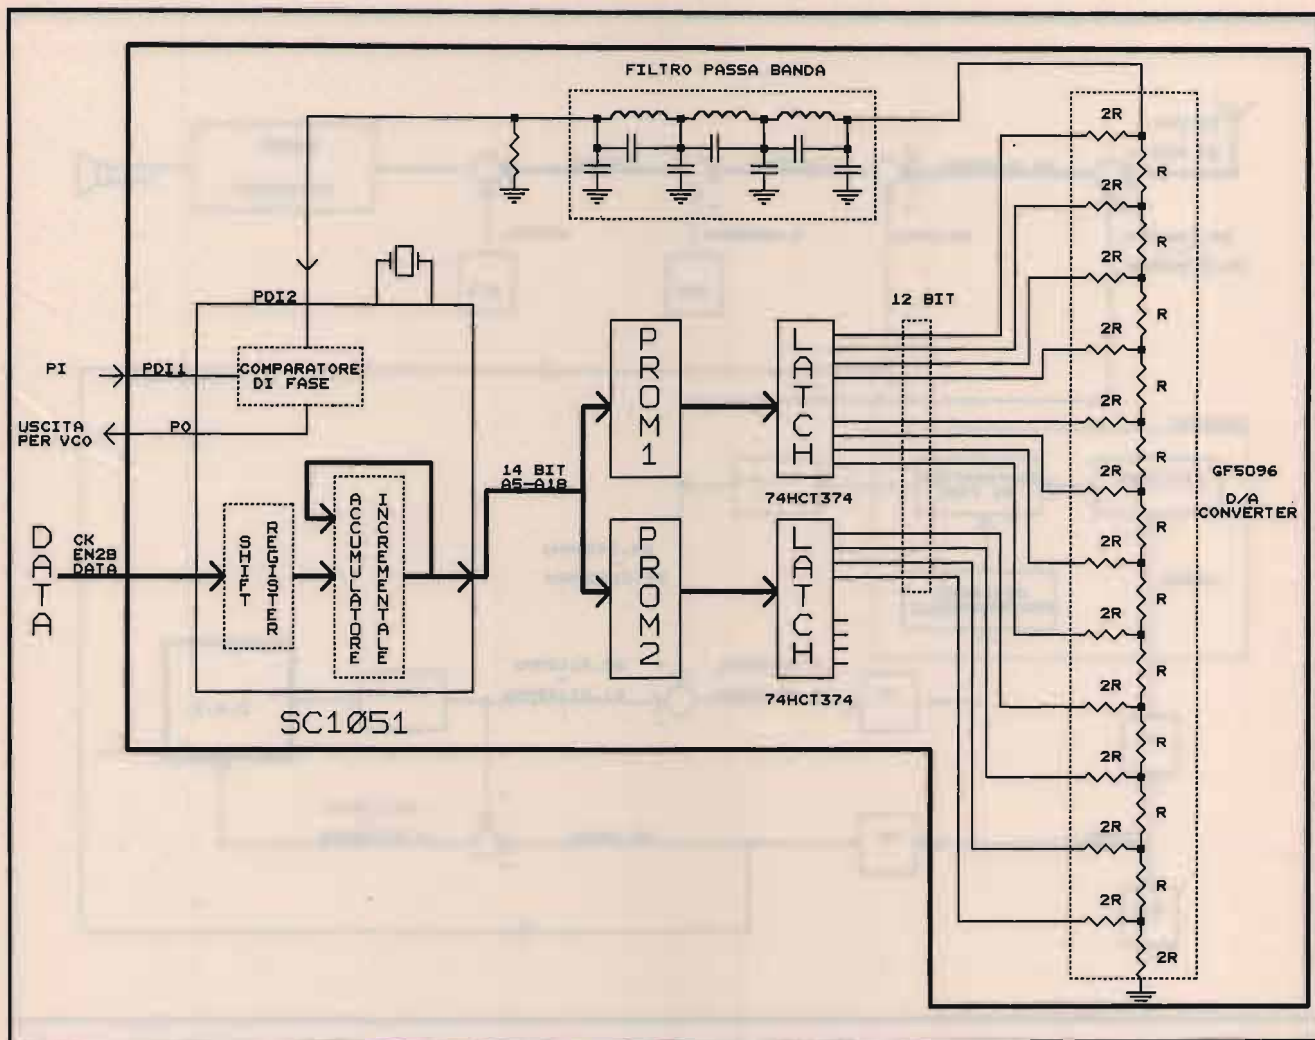 FILTRO PASSA BANDA
2R
R
2R
R
2R
R
2R
R
2R
R
2R
R
2R
R
2R
R
2R
R
2R
R
2R
R
2R
2R
12 BIT
GF5096
D/A
CONVERTER
PDI2
PI
PDI1
COMPARATORE
DI FASE
USCITA
PER VCO
PO
PROM1
LATCH
74HCT374
14 BIT
A5-A18
PROM2
LATCH
74HCT374
DATA
CK
EN2B
DATA
SHIFT
REGISTER
ACCUMULATORE
INCREMENTALE
SC1051